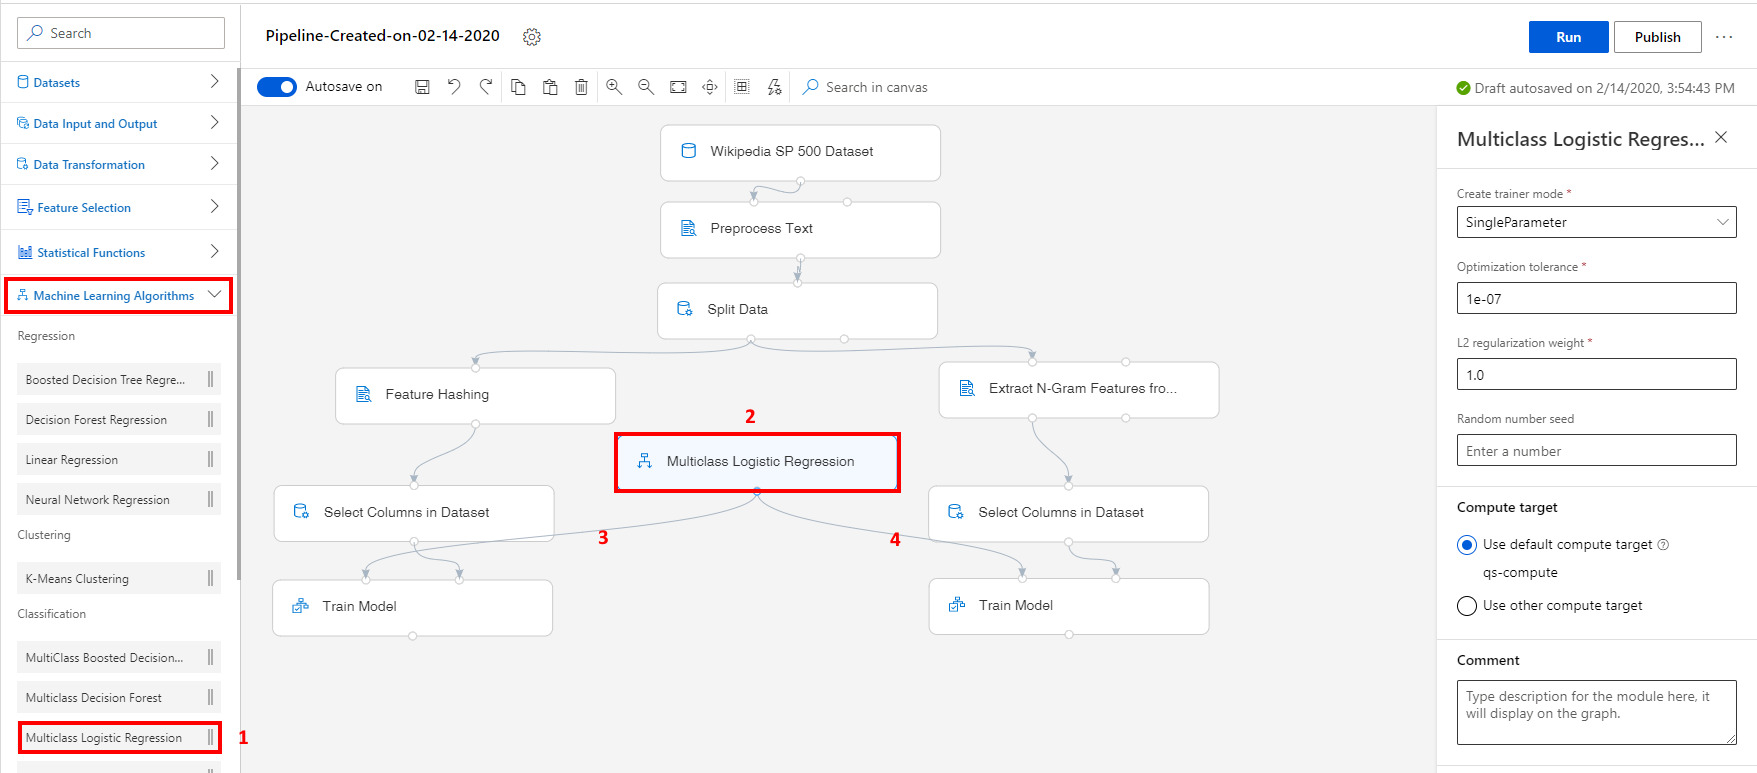 Search
Datasets
Data Input and Output
Data Transformation
Feature Selection
Statistical Functions
Machine Learning Algorithms
Regression
Boosted Decision Tree Regre...
Decision Forest Regression
Linear Regression
Neural Network Regression
Clustering
K-Means Clustering
Classification
MultiClass Boosted Decision...
Multiclass Decision Forest
Multiclass Logistic Regression
1
Pipeline-Created-on-02-14-2020
Run
Publish
...
Autosave on
Search in canvas
Draft autosaved on 2/14/2020, 3:54:43 PM
Wikipedia SP 500 Dataset
Preprocess Text
Split Data
Feature Hashing
Extract N-Gram Features fro...
2
Multiclass Logistic Regression
Select Columns in Dataset
Select Columns in Dataset
3
4
Train Model
Train Model
Multiclass Logistic Regres...
Create trainer mode *
SingleParameter
Optimization tolerance *
1e-07
L2 regularization weight *
1.0
Random number seed
Enter a number
Compute target
Use default compute target
qs-compute
Use other compute target
Comment
Type description for the module here, it
will display on the graph.